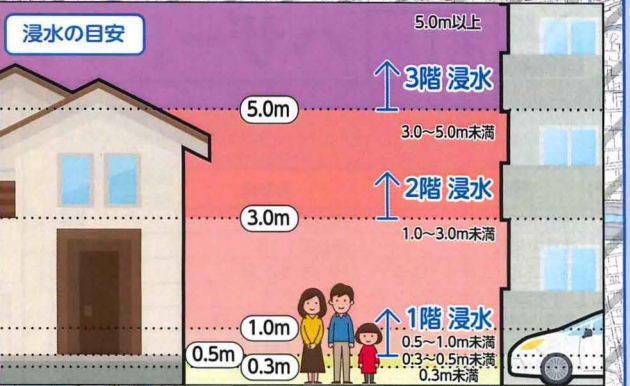 浸水の目安
5.0m以上
3階 浸水
5.0m
3.0～5.0m未満
2階 浸水
3.0m
1.0～3.0m未満
1階 浸水
1.0m
0.5～1.0m未満
0.5m
0.3～0.5m未満
0.3m
0.3m未満